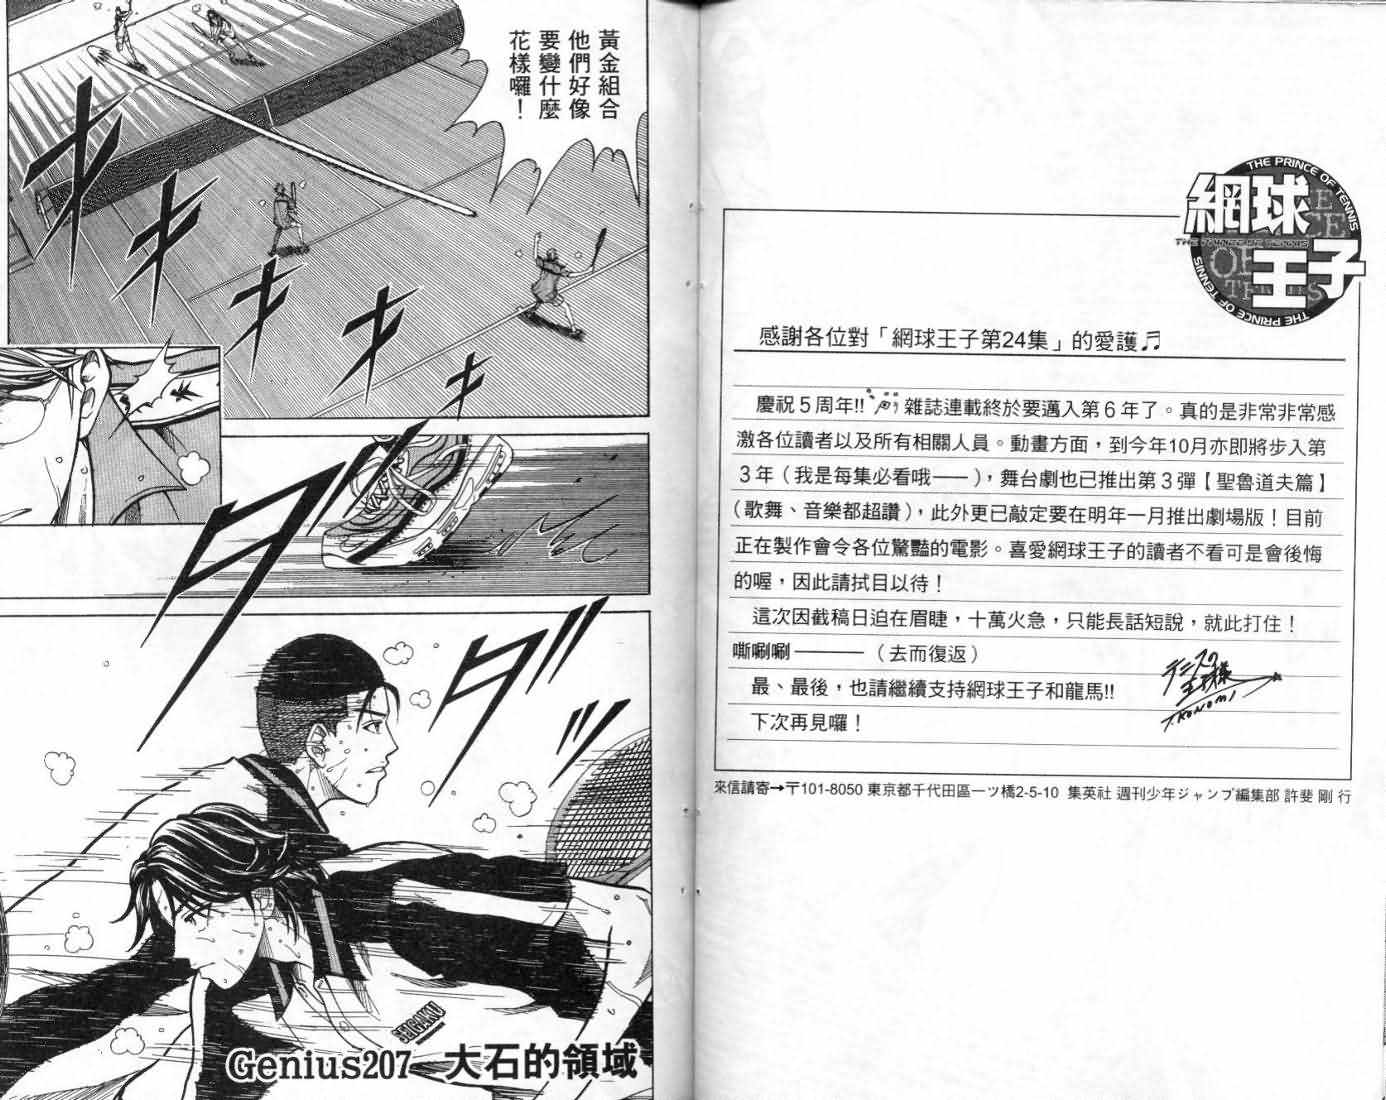 THE PRINCE OF TENNIS
網球
王子
THE PRINCE OF TENNIS
感謝各位對「網球王子第24集」的愛護♬
慶祝5周年!! 雜誌連載終於要邁入第6年了。真的是非常非常感
激各位讀者以及所有相關人員。動畫方面，到今年10月亦即將步入第
3年（我是每集必看哦——），舞台劇也已推出第3彈【聖魯道夫篇】
（歌舞、音樂都超讚），此外更已敲定要在明年一月推出劇場版！目前
正在製作會令各位驚豔的電影。喜愛網球王子的讀者不看可是會後悔
的喔，因此請拭目以待！
這次因截稿日迫在眉睫，十萬火急，只能長話短說，就此打住！
嘶唰唰———（去而復返）
最、最後，也請繼續支持網球王子和龍馬!!
下次再見囉！
テニスの
王子様
T.KONOMI
來信請寄→〒101-8050 東京都千代田區一ツ橋2-5-10 集英社 週刊少年ジャンプ編集部 許斐 剛 行
黃金組合
他們好像
要變什麼
花樣囉！
ドドドドドド
ダダダッ
SEIGAKU
Genius207 大石的領域